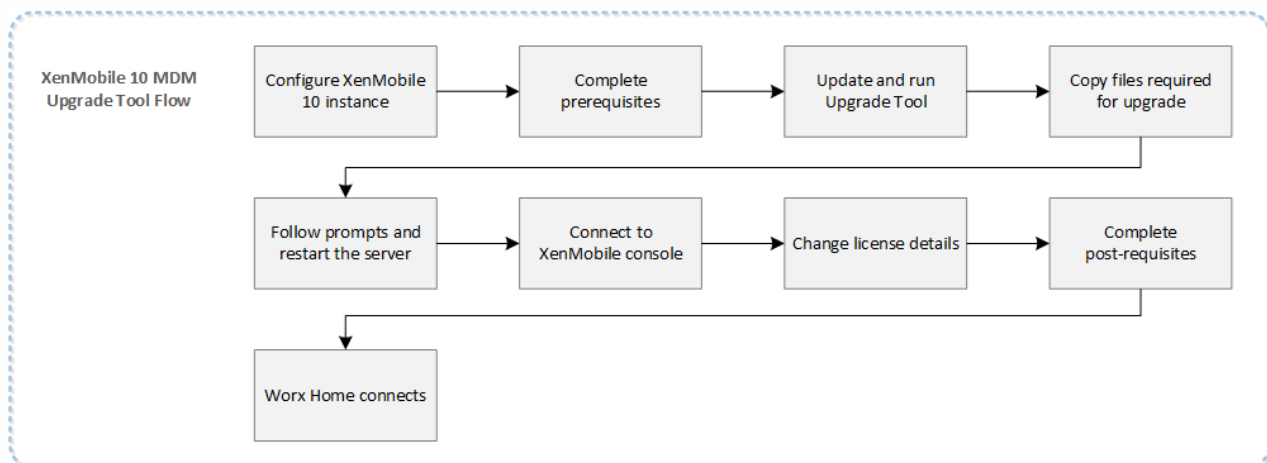 XenMobile 10 MDM
Upgrade Tool Flow
Configure XenMobile
10 instance
Complete
prerequisites
Update and run
Upgrade Tool
Copy files required
for upgrade
Follow prompts and
restart the server
Connect to
XenMobile console
Change license details
Complete
post-requisites
Worx Home connects